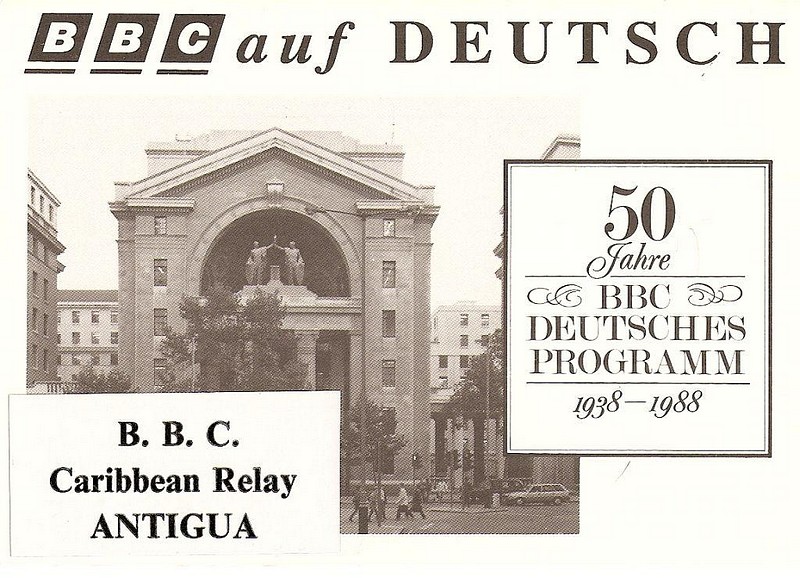 BBC auf DEUTSCH
50
Jahre
BBC
DEUTSCHES
PROGRAMM
1938—1988
B. B. C.
Caribbean Relay
ANTIGUA